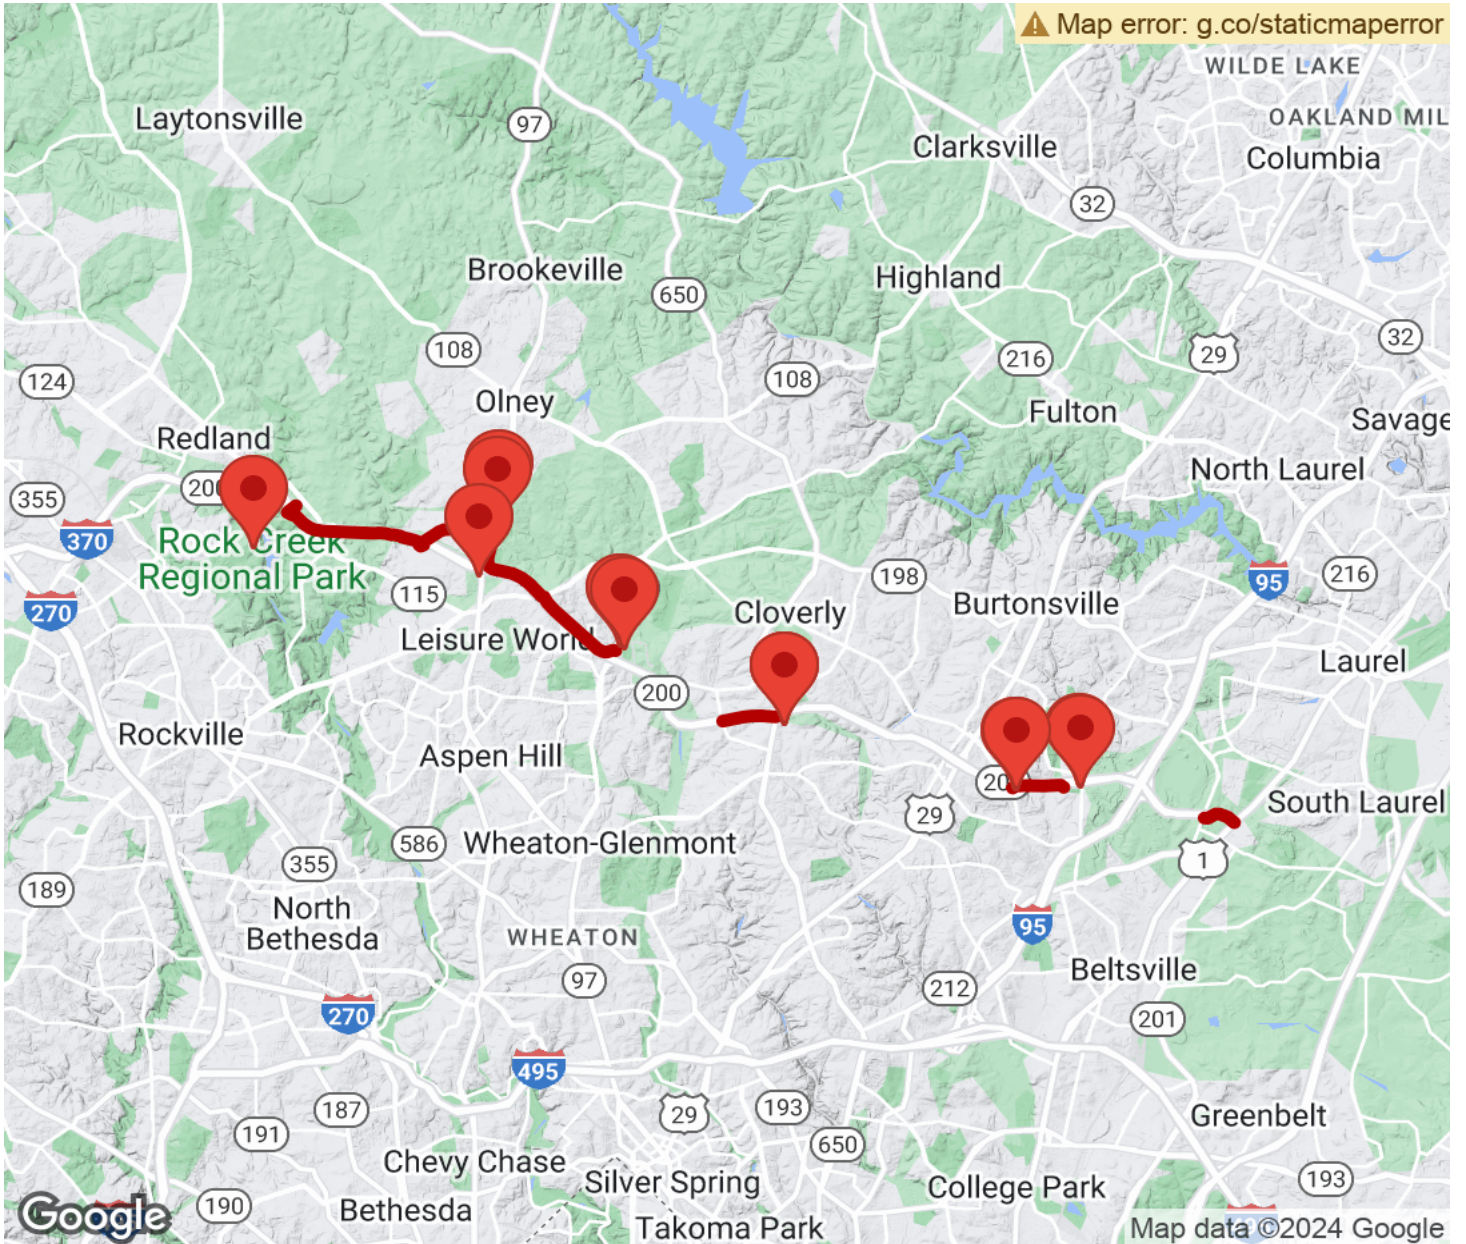 Map error: g.co/staticmaperror
WILDE LAKE
OAKLAND MIL
Laytonsville
97
Clarksville
Columbia
32
Brookeville
Highland
650
32
108
216
29
124
108
Olney
Fulton
Savage
Redland
North Laurel
355
200
370
Rock Creek
Regional Park
198
95
216
270
115
Burtonsville
Cloverly
Leisure World
Laurel
200
Rockville
Aspen Hill
20
South Laurel
29
586
Wheaton-Glenmont
355
1
189
North
Bethesda
WHEATON
95
97
Beltsville
212
270
201
495
187
29
193
Greenbelt
191
650
Chevy Chase
Silver Spring
College Park
193
190
Bethesda
Google
Takoma Park
Map data ©2024 Google